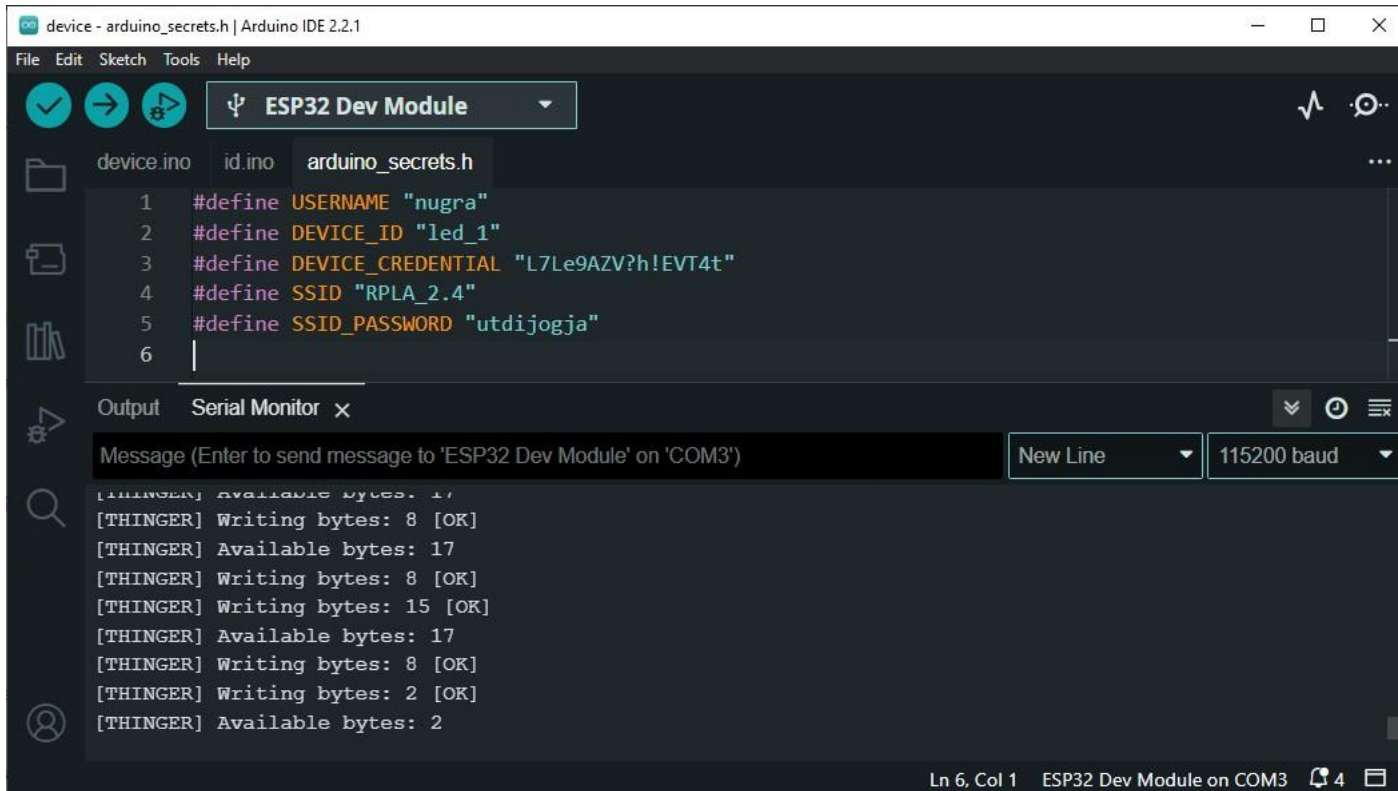 device - arduino_secrets.h | Arduino IDE 2.2.1
File Edit Sketch Tools Help
ESP32 Dev Module
device.ino id.ino arduino_secrets.h
1 #define USERNAME "nugra"
2 #define DEVICE_ID "led_1"
3 #define DEVICE_CREDENTIAL "L7Le9AZV?h!EVT4t"
4 #define SSID "RPLA_2.4"
5 #define SSID_PASSWORD "utdijogja"
6
Output Serial Monitor
Message (Enter to send message to 'ESP32 Dev Module' on 'COM3') New Line 115200 baud
[THINGER] Available bytes: 17
[THINGER] Writing bytes: 8 [OK]
[THINGER] Available bytes: 17
[THINGER] Writing bytes: 8 [OK]
[THINGER] Writing bytes: 15 [OK]
[THINGER] Available bytes: 17
[THINGER] Writing bytes: 8 [OK]
[THINGER] Writing bytes: 2 [OK]
[THINGER] Available bytes: 2
Ln 6, Col 1 ESP32 Dev Module on COM3 4